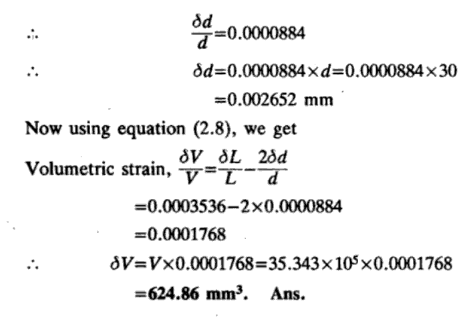 ∴ δd/d=0.0000884
∴ δd=0.0000884×d=0.0000884×30
=0.002652 mm
Now using equation (2.8), we get
Volumetric strain, δV/V=δL/L−2δd/d
=0.0003536−2×0.0000884
=0.0001768
∴ δV=V×0.0001768=35.343×10⁵×0.0001768
=624.86 mm³. Ans.